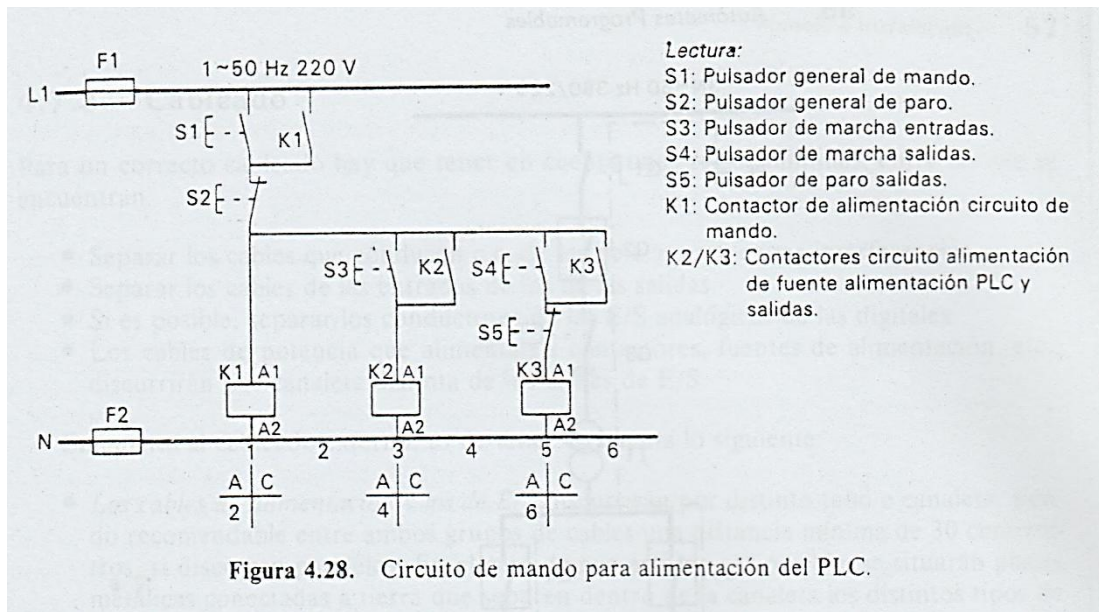 F1
1~50 Hz 220 V
L1
S1
K1
S2
S3
K2
S4
K3
S5
K1 A1
K2 A1
K3 A1
A2
A2
A2
F2
N
1 2 3 4 5 6
A C
A C
A C
2
4
6
Lectura:
S1: Pulsador general de mando.
S2: Pulsador general de paro.
S3: Pulsador de marcha entradas.
S4: Pulsador de marcha salidas.
S5: Pulsador de paro salidas.
K1: Contactor de alimentación circuito de
mando.
K2/K3: Contactores circuito alimentación
de fuente alimentación PLC y
salidas.
Figura 4.28. Circuito de mando para alimentación del PLC.